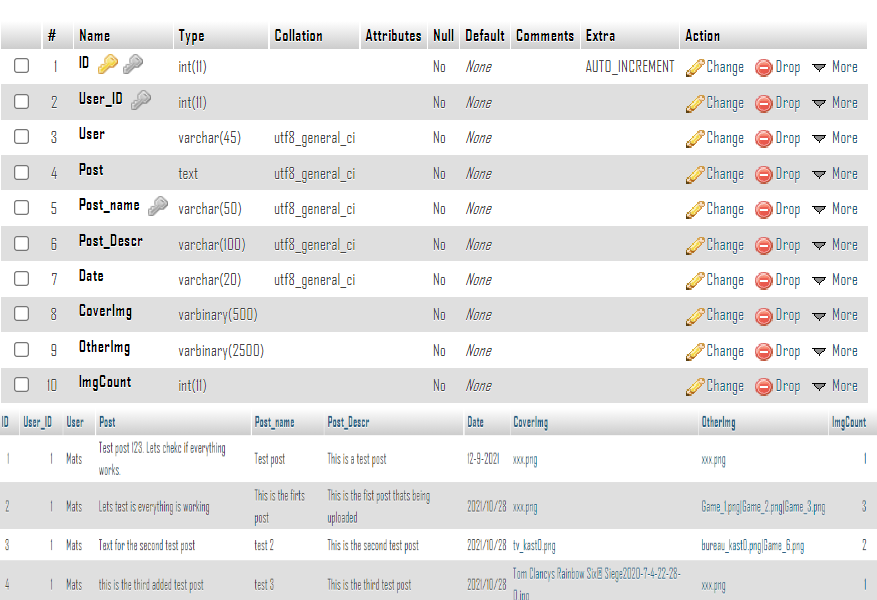 # Name Type Collation Attributes Null Default Comments Extra Action
1 ID int(11) No None AUTO_INCREMENT Change Drop More
2 User_ID int(11) No None Change Drop More
3 User varchar(45) utf8_general_ci No None Change Drop More
4 Post text utf8_general_ci No None Change Drop More
5 Post_name varchar(50) utf8_general_ci No None Change Drop More
6 Post_Descr varchar(100) utf8_general_ci No None Change Drop More
7 Date varchar(20) utf8_general_ci No None Change Drop More
8 CoverImg varbinary(500) No None Change Drop More
9 OtherImg varbinary(2500) No None Change Drop More
10 ImgCount int(11) No None Change Drop More
ID User_ID User Post Post_name Post_Descr Date CoverImg OtherImg ImgCount
Test post 123. Lets chekc if everything
1 1 Mats Test post This is a test post 12-9-2021 xxx.png xxx.png 1
works.
This is the firts This is the fist post thats being
2 1 Mats Lets test is everything is working 2021/10/28 xxx.png Game_1.png|Game_2.png|Game_3.png 3
post uploaded
3 1 Mats Text for the second test post test 2 This is the second test post 2021/10/28 tv_kast0.png bureau_kast0.png|Game_6.png 2
Tom Clancys Rainbow Six® Siege2020-7-4-22-28-
4 1 Mats this is the third added test post test 3 This is the third test post 2021/10/28 xxx.png 1
0.jpg